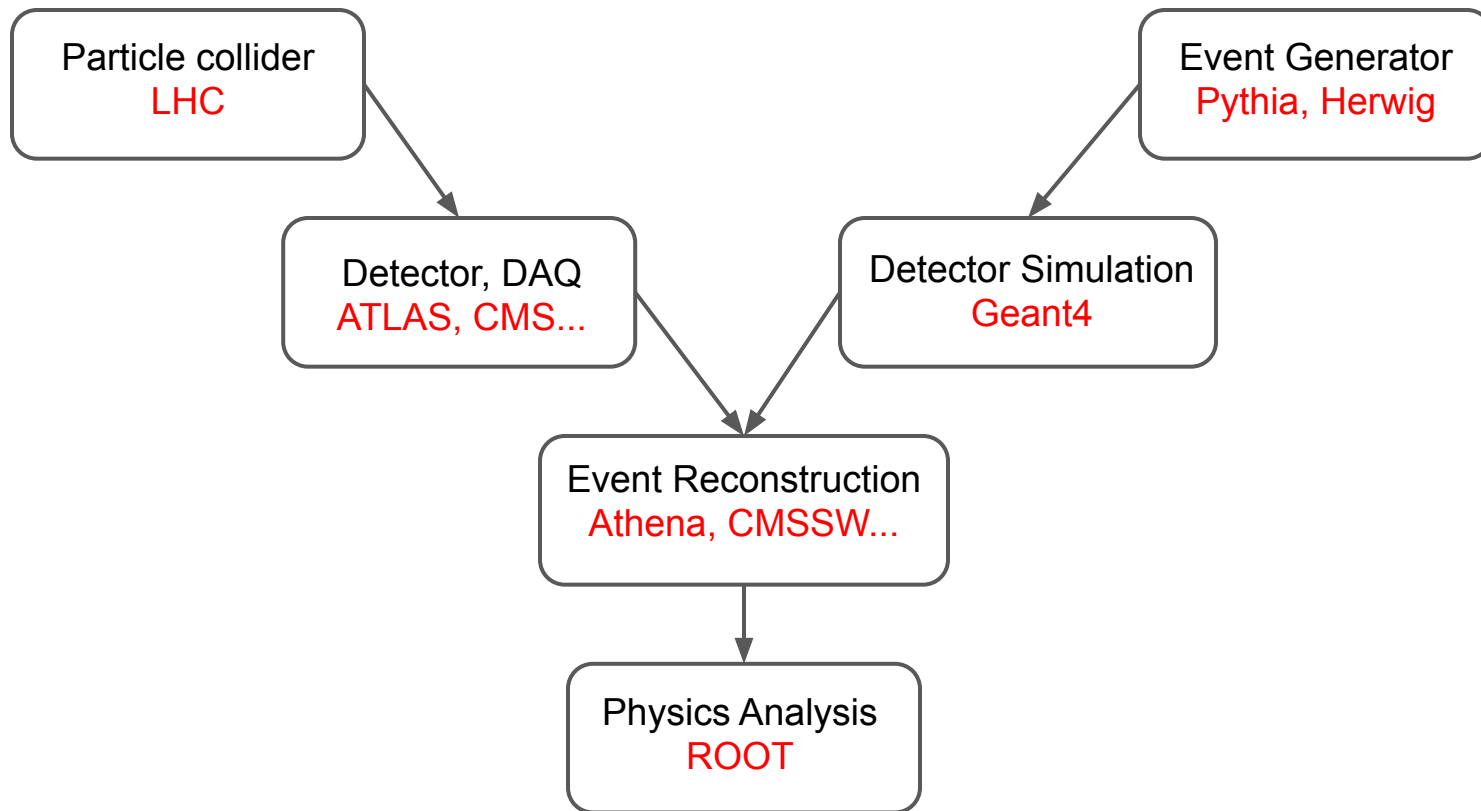 Particle collider
LHC
Event Generator
Pythia, Herwig
Detector, DAQ
ATLAS, CMS...
Detector Simulation
Geant4
Event Reconstruction
Athena, CMSSW...
Physics Analysis
ROOT